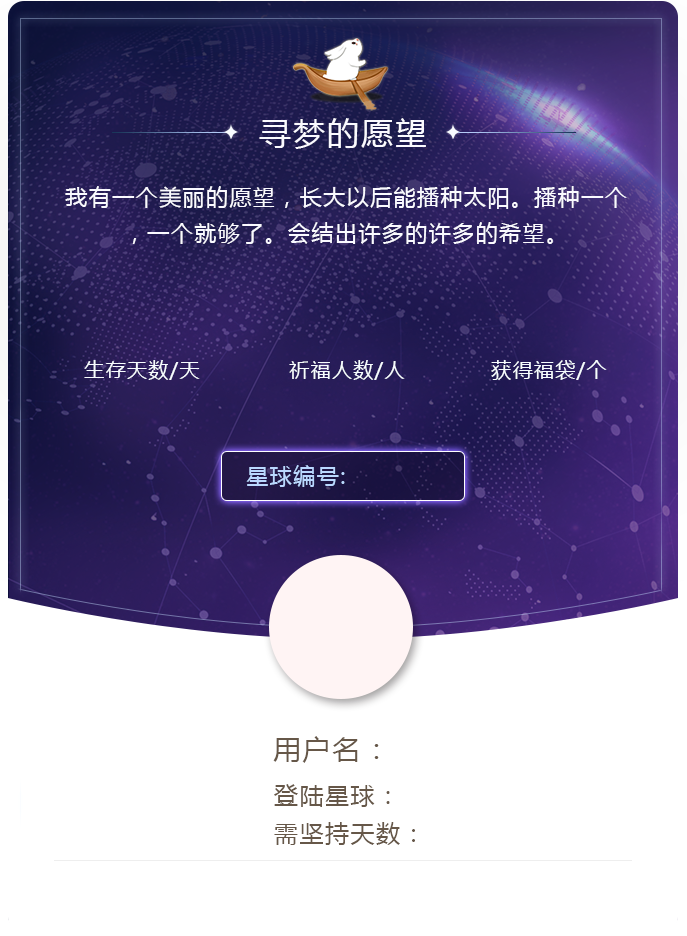 寻梦的愿望
我有一个美丽的愿望，长大以后能播种太阳。播种一个
，一个就够了。会结出许多的许多的希望。
生存天数/天 祈福人数/人 获得福袋/个
星球编号:
用户名：
登陆星球：
需坚持天数：